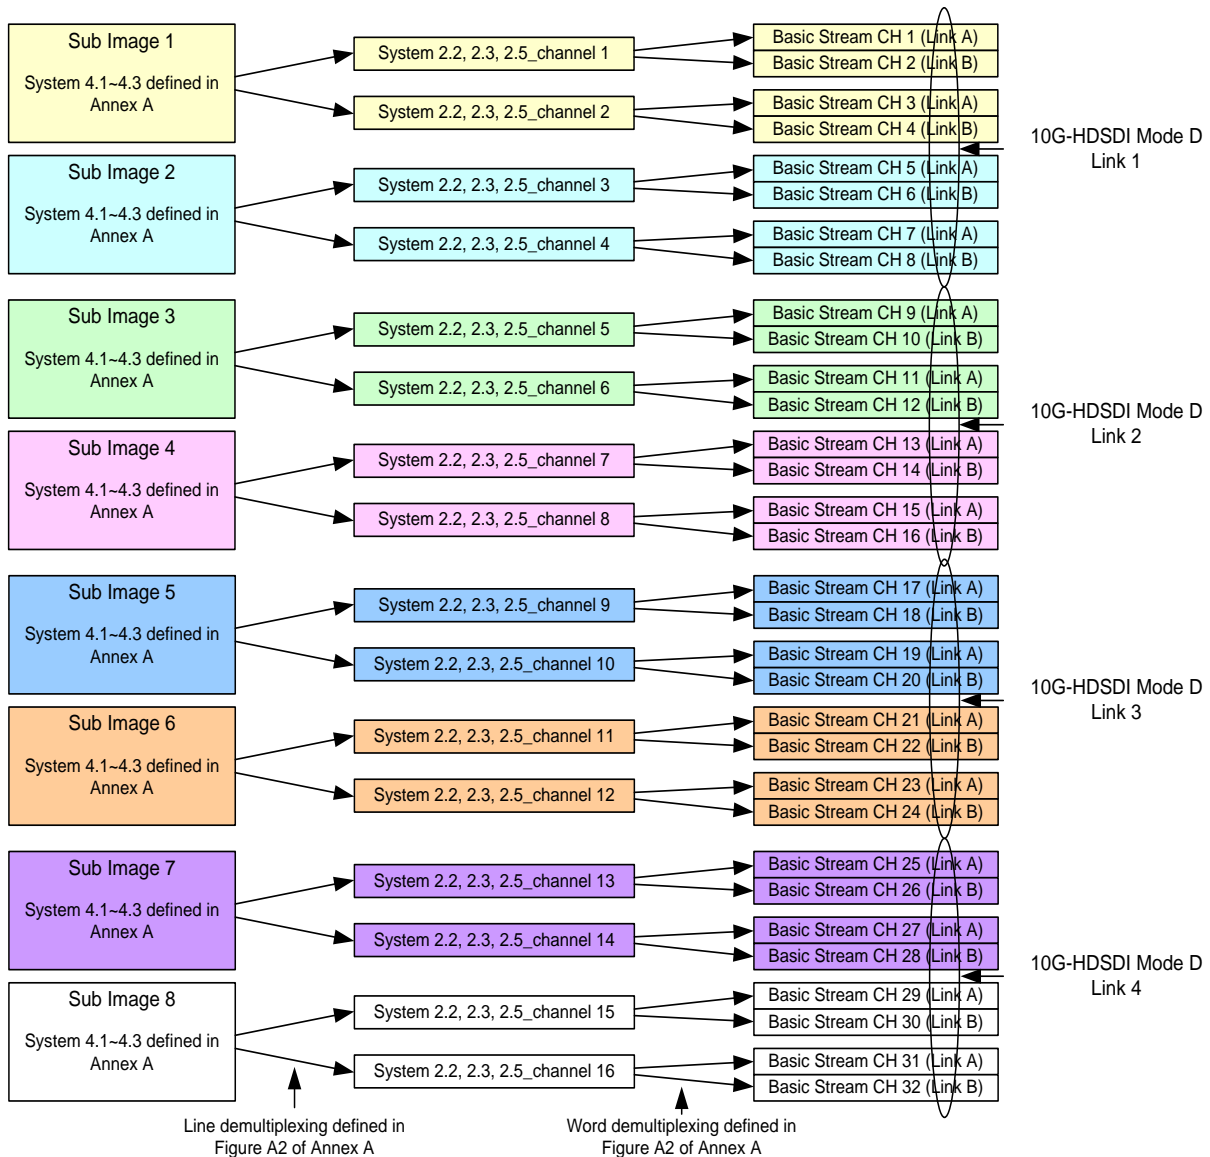 Sub Image 1
System 4.1~4.3 defined in
Annex A
System 2.2, 2.3, 2.5_channel 1
System 2.2, 2.3, 2.5_channel 2
Basic Stream CH 1 (Link A)
Basic Stream CH 2 (Link B)
Basic Stream CH 3 (Link A)
Basic Stream CH 4 (Link B)
Sub Image 2
System 4.1~4.3 defined in
Annex A
System 2.2, 2.3, 2.5_channel 3
System 2.2, 2.3, 2.5_channel 4
Basic Stream CH 5 (Link A)
Basic Stream CH 6 (Link B)
Basic Stream CH 7 (Link A)
Basic Stream CH 8 (Link B)
10G-HDSDI Mode D
Link 1
Sub Image 3
System 4.1~4.3 defined in
Annex A
System 2.2, 2.3, 2.5_channel 5
System 2.2, 2.3, 2.5_channel 6
Basic Stream CH 9 (Link A)
Basic Stream CH 10 (Link B)
Basic Stream CH 11 (Link A)
Basic Stream CH 12 (Link B)
Sub Image 4
System 4.1~4.3 defined in
Annex A
System 2.2, 2.3, 2.5_channel 7
System 2.2, 2.3, 2.5_channel 8
Basic Stream CH 13 (Link A)
Basic Stream CH 14 (Link B)
Basic Stream CH 15 (Link A)
Basic Stream CH 16 (Link B)
10G-HDSDI Mode D
Link 2
Sub Image 5
System 4.1~4.3 defined in
Annex A
System 2.2, 2.3, 2.5_channel 9
System 2.2, 2.3, 2.5_channel 10
Basic Stream CH 17 (Link A)
Basic Stream CH 18 (Link B)
Basic Stream CH 19 (Link A)
Basic Stream CH 20 (Link B)
Sub Image 6
System 4.1~4.3 defined in
Annex A
System 2.2, 2.3, 2.5_channel 11
System 2.2, 2.3, 2.5_channel 12
Basic Stream CH 21 (Link A)
Basic Stream CH 22 (Link B)
Basic Stream CH 23 (Link A)
Basic Stream CH 24 (Link B)
10G-HDSDI Mode D
Link 3
Sub Image 7
System 4.1~4.3 defined in
Annex A
System 2.2, 2.3, 2.5_channel 13
System 2.2, 2.3, 2.5_channel 14
Basic Stream CH 25 (Link A)
Basic Stream CH 26 (Link B)
Basic Stream CH 27 (Link A)
Basic Stream CH 28 (Link B)
Sub Image 8
System 4.1~4.3 defined in
Annex A
System 2.2, 2.3, 2.5_channel 15
System 2.2, 2.3, 2.5_channel 16
Basic Stream CH 29 (Link A)
Basic Stream CH 30 (Link B)
Basic Stream CH 31 (Link A)
Basic Stream CH 32 (Link B)
10G-HDSDI Mode D
Link 4
Line demultiplexing defined in
Figure A2 of Annex A
Word demultiplexing defined in
Figure A2 of Annex A